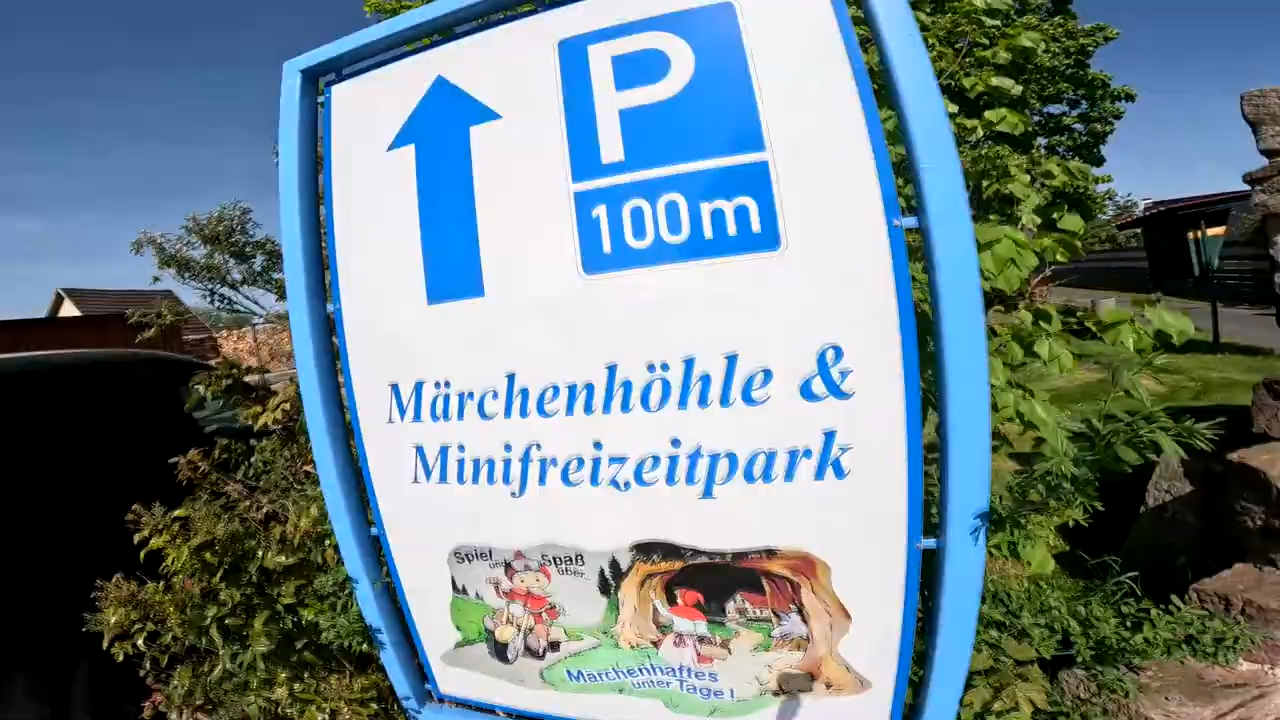 P
100 m
Märchenhöhle &
Minifreizeitpark
Spiel und Spaß
über...
Märchenhaftes
unter Tage!